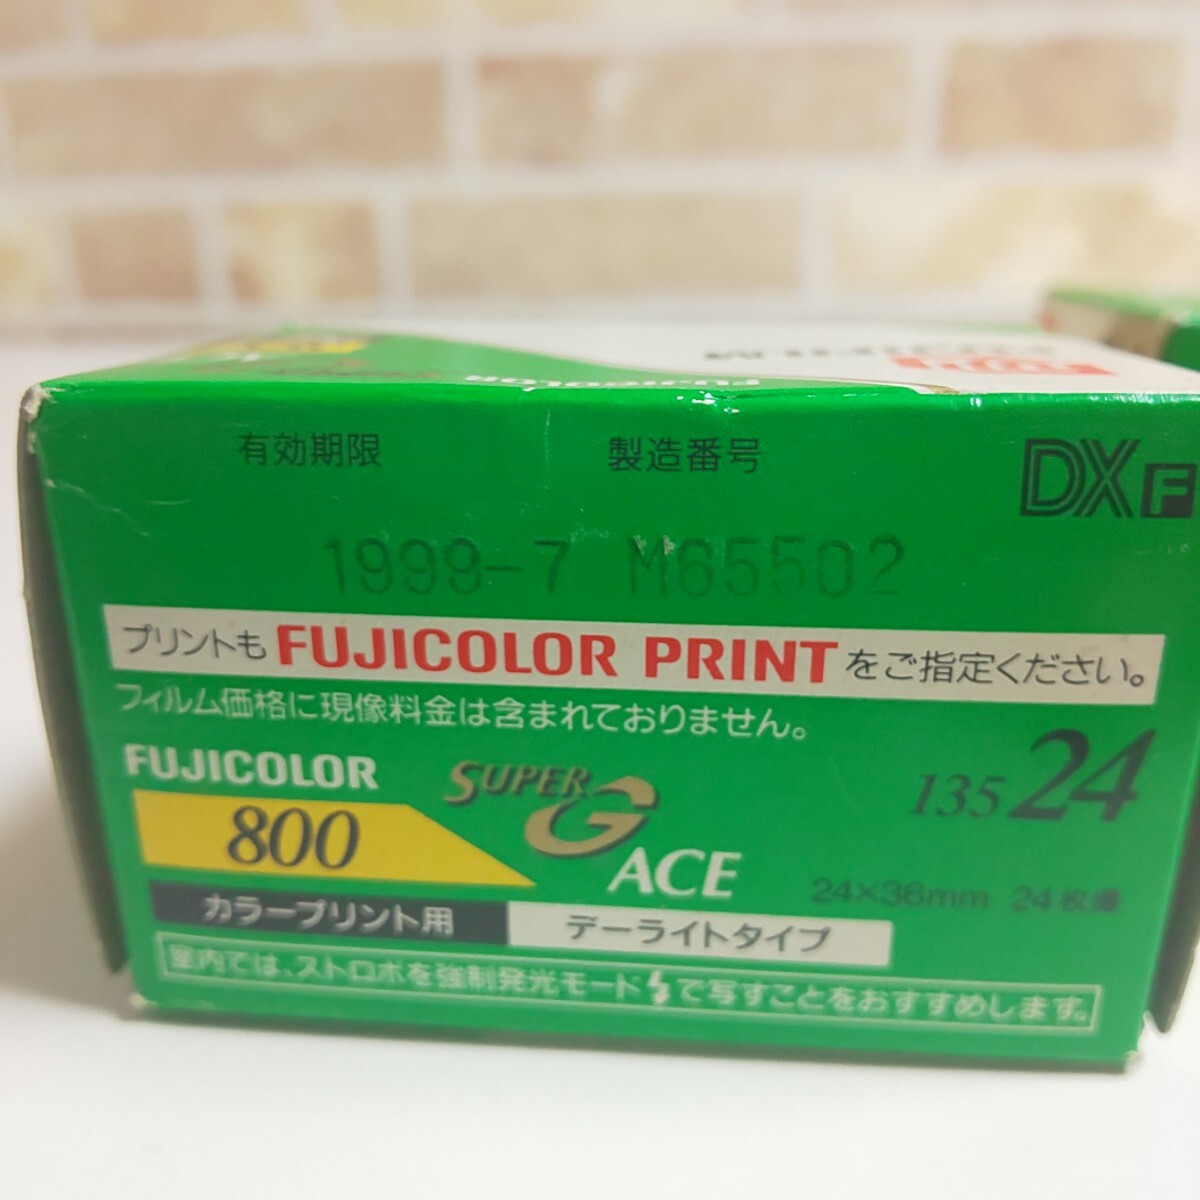 FUJICOLOR
FUJI
有効期限 製造番号 DX F
1999-7 M65502
プリントも FUJICOLOR PRINT をご指定ください。
フィルム価格に現像料金は含まれておりません。
FUJICOLOR SUPER G ACE
800
135 24
24×36mm 24枚撮
カラープリント用 デーライトタイプ
室内では、ストロボを強制発光モードで写すことをおすすめします。